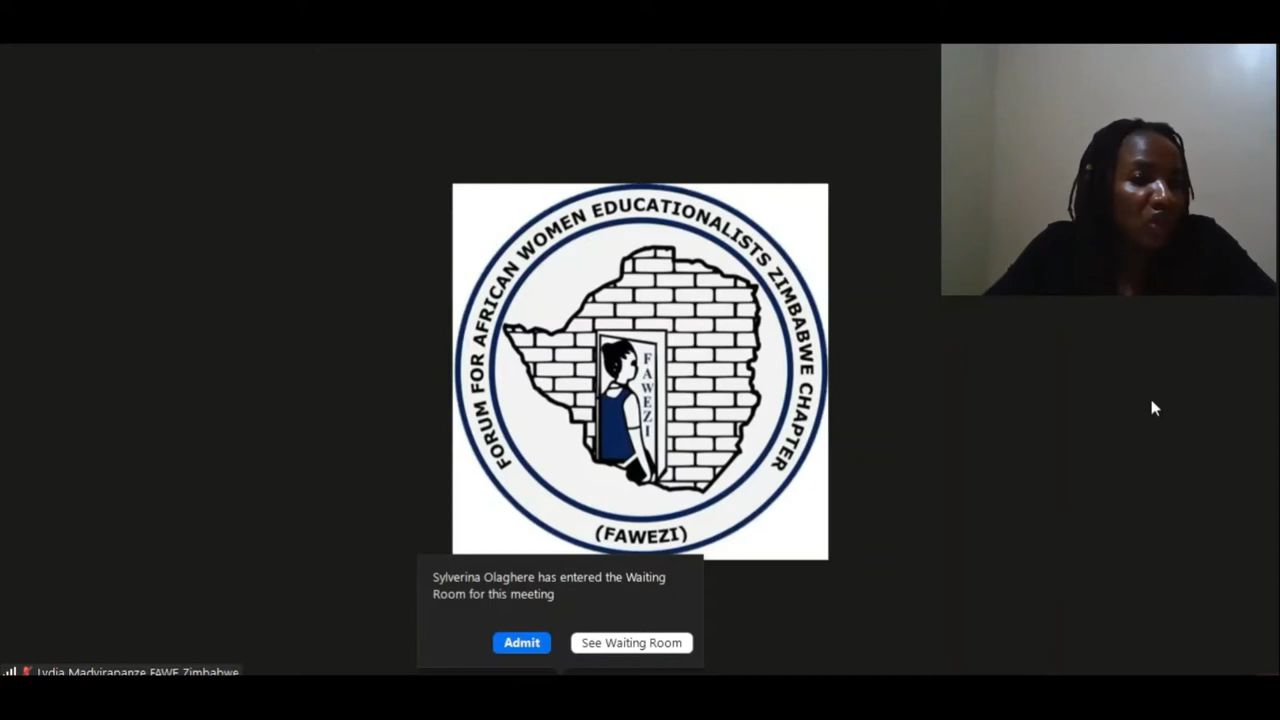 FORUM FOR AFRICAN WOMEN EDUCATIONALISTS ZIMBABWE CHAPTER
FAWEZI
(FAWEZI)
Sylverina Olaghere has entered the Waiting
Room for this meeting
Admit
See Waiting Room
Lydia Madyirapanze FAWE Zimbabwe